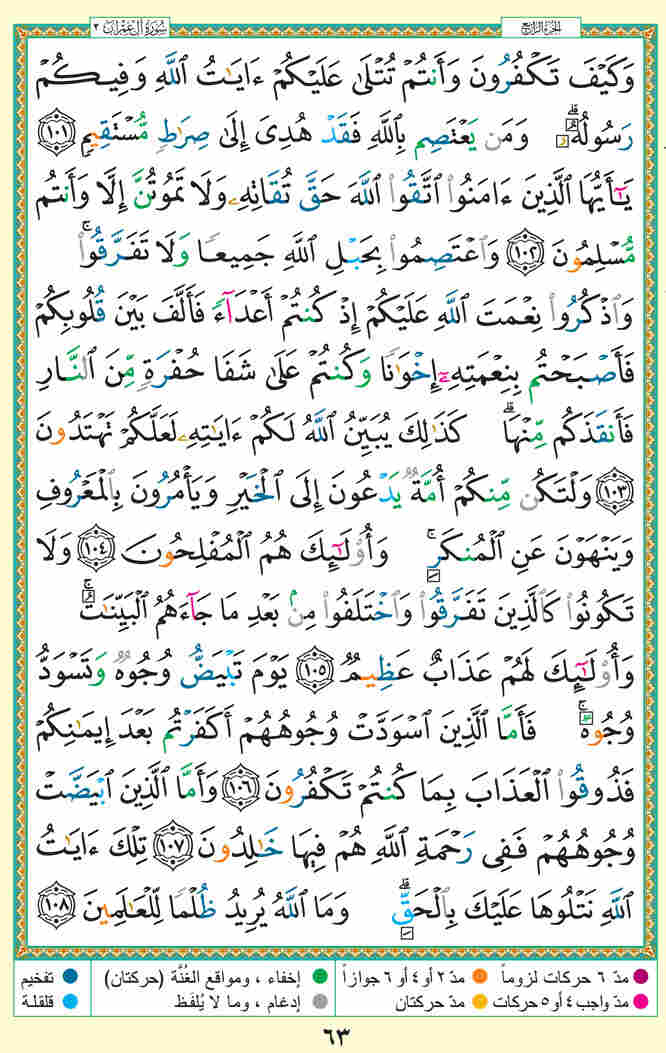 الجزء الرابع
سورة آل عمران ٣
وَكَيْفَ تَكْفُرُونَ وَأَنتُمْ تُتْلَىٰ عَلَيْكُمْ ءَايَـٰتُ ٱللَّهِ وَفِيكُمْ
رَسُولُهُۥ ۗ وَمَن يَعْتَصِم بِٱللَّهِ فَقَدْ هُدِىَ إِلَىٰ صِرَٰطٍ مُّسْتَقِيمٍ ١٠١
يَـٰٓأَيُّهَا ٱلَّذِينَ ءَامَنُوا۟ ٱتَّقُوا۟ ٱللَّهَ حَقَّ تُقَاتِهِۦ وَلَا تَمُوتُنَّ إِلَّا وَأَنتُم
مُّسْلِمُونَ ١٠٢ وَٱعْتَصِمُوا۟ بِحَبْلِ ٱللَّهِ جَمِيعًا وَلَا تَفَرَّقُوا۟ ۚ
وَٱذْكُرُوا۟ نِعْمَتَ ٱللَّهِ عَلَيْكُمْ إِذْ كُنتُمْ أَعْدَآءً فَأَلَّفَ بَيْنَ قُلُوبِكُمْ
فَأَصْبَحْتُم بِنِعْمَتِهِۦٓ إِخْوَٰنًا وَكُنتُمْ عَلَىٰ شَفَا حُفْرَةٍ مِّنَ ٱلنَّارِ
فَأَنقَذَكُم مِّنْهَا ۗ كَذَٰلِكَ يُبَيِّنُ ٱللَّهُ لَكُمْ ءَايَـٰتِهِۦ لَعَلَّكُمْ تَهْتَدُونَ
١٠٣ وَلْتَكُن مِّنكُمْ أُمَّةٌ يَدْعُونَ إِلَى ٱلْخَيْرِ وَيَأْمُرُونَ بِٱلْمَعْرُوفِ
وَيَنْهَوْنَ عَنِ ٱلْمُنكَرِ ۚ وَأُو۟لَـٰٓئِكَ هُمُ ٱلْمُفْلِحُونَ ١٠٤ وَلَا
تَكُونُوا۟ كَٱلَّذِينَ تَفَرَّقُوا۟ وَٱخْتَلَفُوا۟ مِنۢ بَعْدِ مَا جَآءَهُمُ ٱلْبَيِّنَـٰتُ ۚ
وَأُو۟لَـٰٓئِكَ لَهُمْ عَذَابٌ عَظِيمٌ ١٠٥ يَوْمَ تَبْيَضُّ وُجُوهٌ وَتَسْوَدُّ
وُجُوهٌ ۚ فَأَمَّا ٱلَّذِينَ ٱسْوَدَّتْ وُجُوهُهُمْ أَكَفَرْتُم بَعْدَ إِيمَـٰنِكُمْ
فَذُوقُوا۟ ٱلْعَذَابَ بِمَا كُنتُمْ تَكْفُرُونَ ١٠٦ وَأَمَّا ٱلَّذِينَ ٱبْيَضَّتْ
وُجُوهُهُمْ فَفِى رَحْمَةِ ٱللَّهِ هُمْ فِيهَا خَـٰلِدُونَ ١٠٧ تِلْكَ ءَايَـٰتُ
ٱللَّهِ نَتْلُوهَا عَلَيْكَ بِٱلْحَقِّ ۗ وَمَا ٱللَّهُ يُرِيدُ ظُلْمًا لِّلْعَـٰلَمِينَ ١٠٨
مدّ ٦ حركات لزوماً مدّ ٢ أو ٤ أو ٦ جوازاً إخفاء ، ومواقع الغُنَّة (حركتان) تفخيم
مدّ واجب ٤ أو ٥ حركات مدّ حركتان إدغام ، وما لا يُلفَظ قلقلة
٦٣